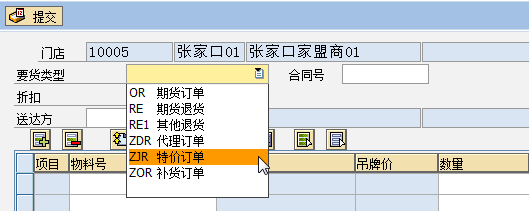 提交
门店 10005 张家口01 张家口家盟商01
要货类型 合同号
折扣
送达方
OR 期货订单
RE 期货退货
RE1 其他退货
ZDR 代理订单
ZJR 特价订单
ZOR 补货订单
项目 物料号 吊牌价 数量